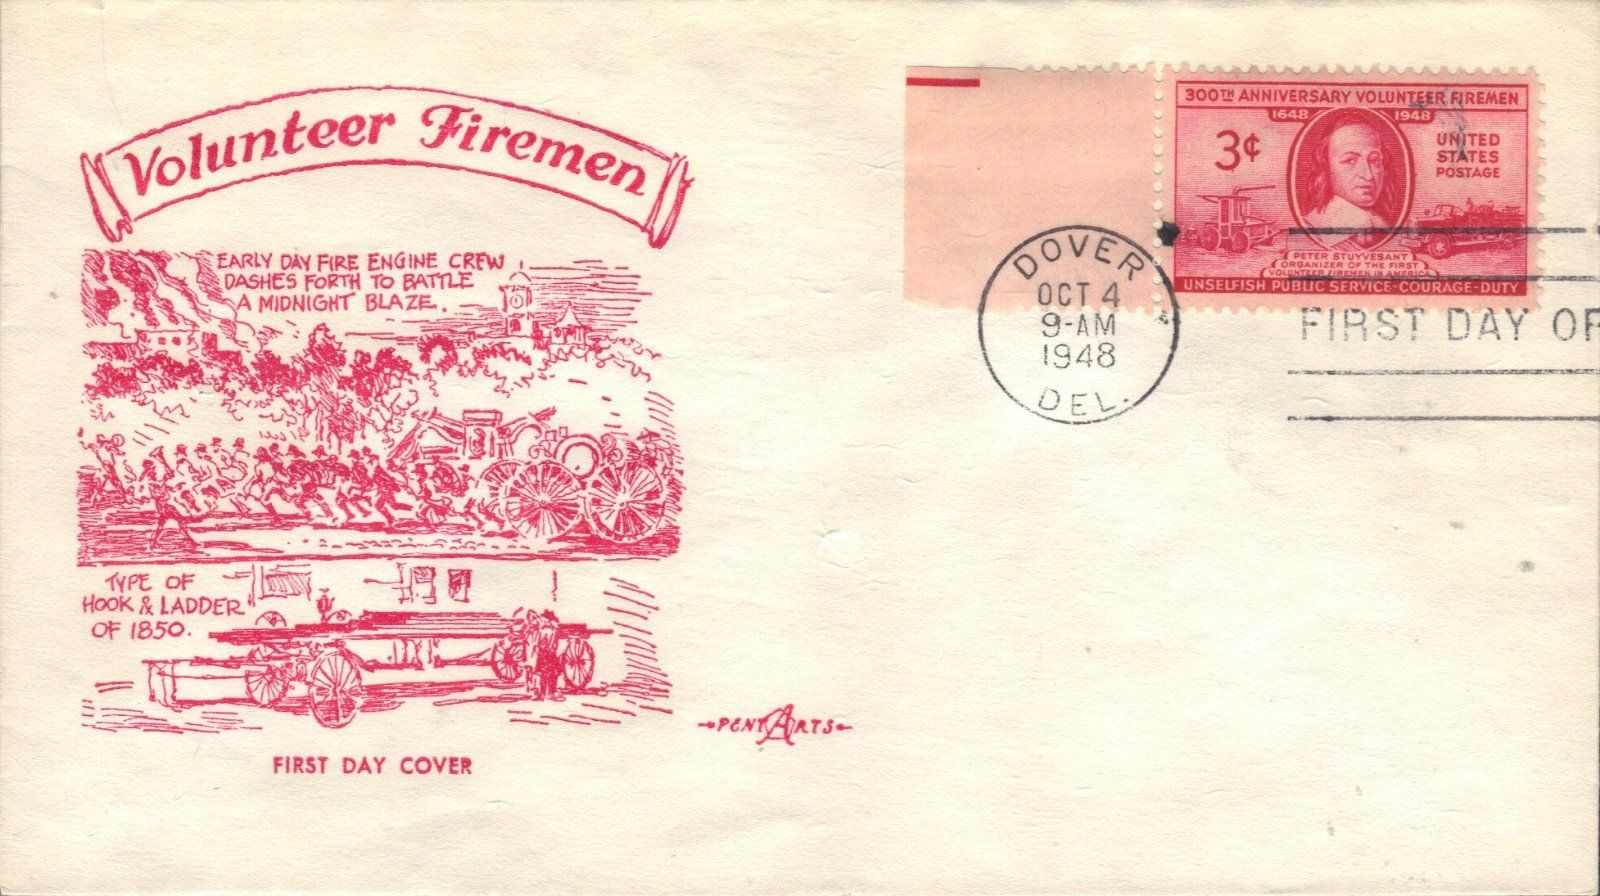 Volunteer Firemen
EARLY DAY FIRE ENGINE CREW
DASHES FORTH TO BATTLE
A MIDNIGHT BLAZE.
TYPE OF
HOOK & LADDER
OF 1850.
PENT ARTS
FIRST DAY COVER
300TH ANNIVERSARY VOLUNTEER FIREMEN
1648 1948
3¢
UNITED
STATES
POSTAGE
PETER STUYVESANT
ORGANIZER OF THE FIRST
VOLUNTEER FIREMEN IN AMERICA
UNSELFISH PUBLIC SERVICE-COURAGE-DUTY
DOVER
OCT 4
9-AM
1948
DEL.
FIRST DAY OF